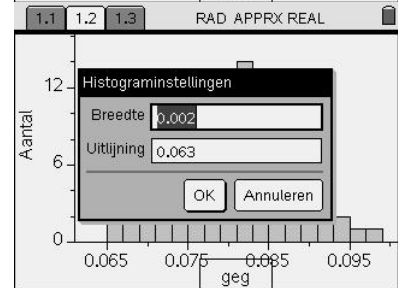 1.1 1.2 1.3 RAD APPRX REAL
12
Histograminstellingen
Breedte 0.002
Uitlijning 0.063
OK Annuleren
Aantal
6
0
0.065 0.075 0.085 0.095
geg